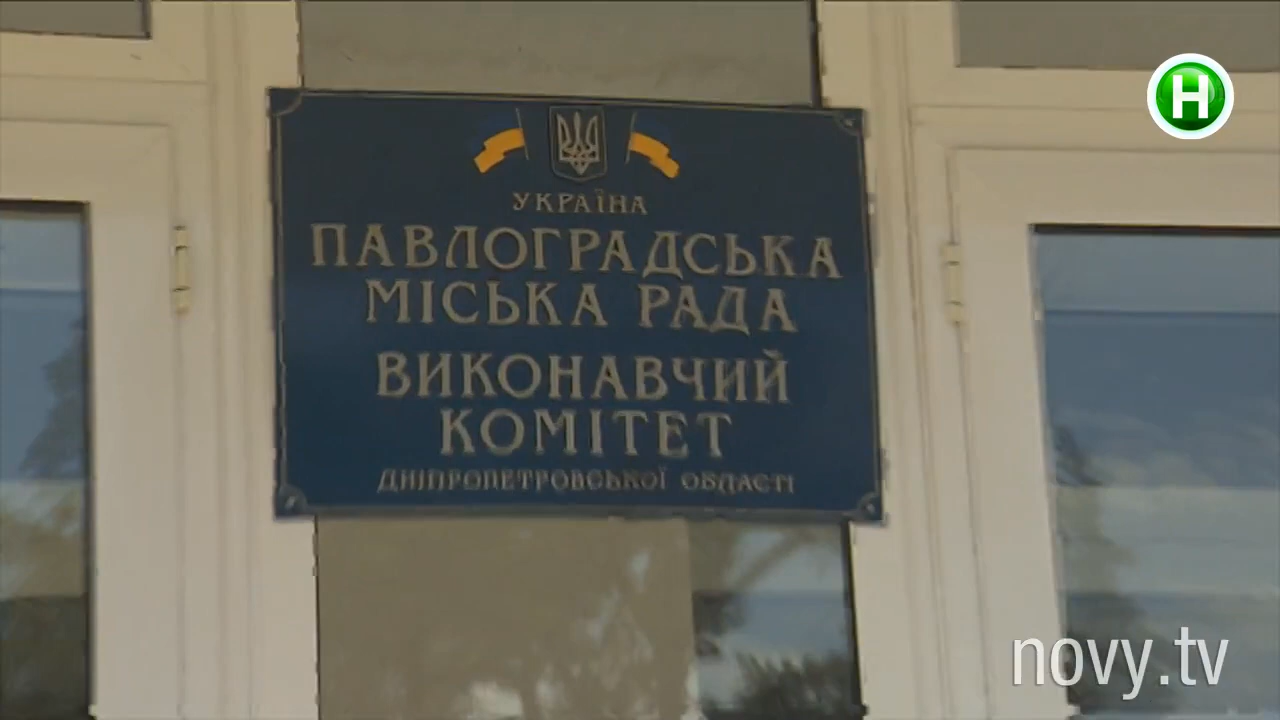 Н
УКРАЇНА
ПАВЛОГРАДСЬКА
МІСЬКА РАДА
ВИКОНАВЧИЙ
КОМІТЕТ
ДНІПРОПЕТРОВСЬКОЇ ОБЛАСТІ
novy.tv